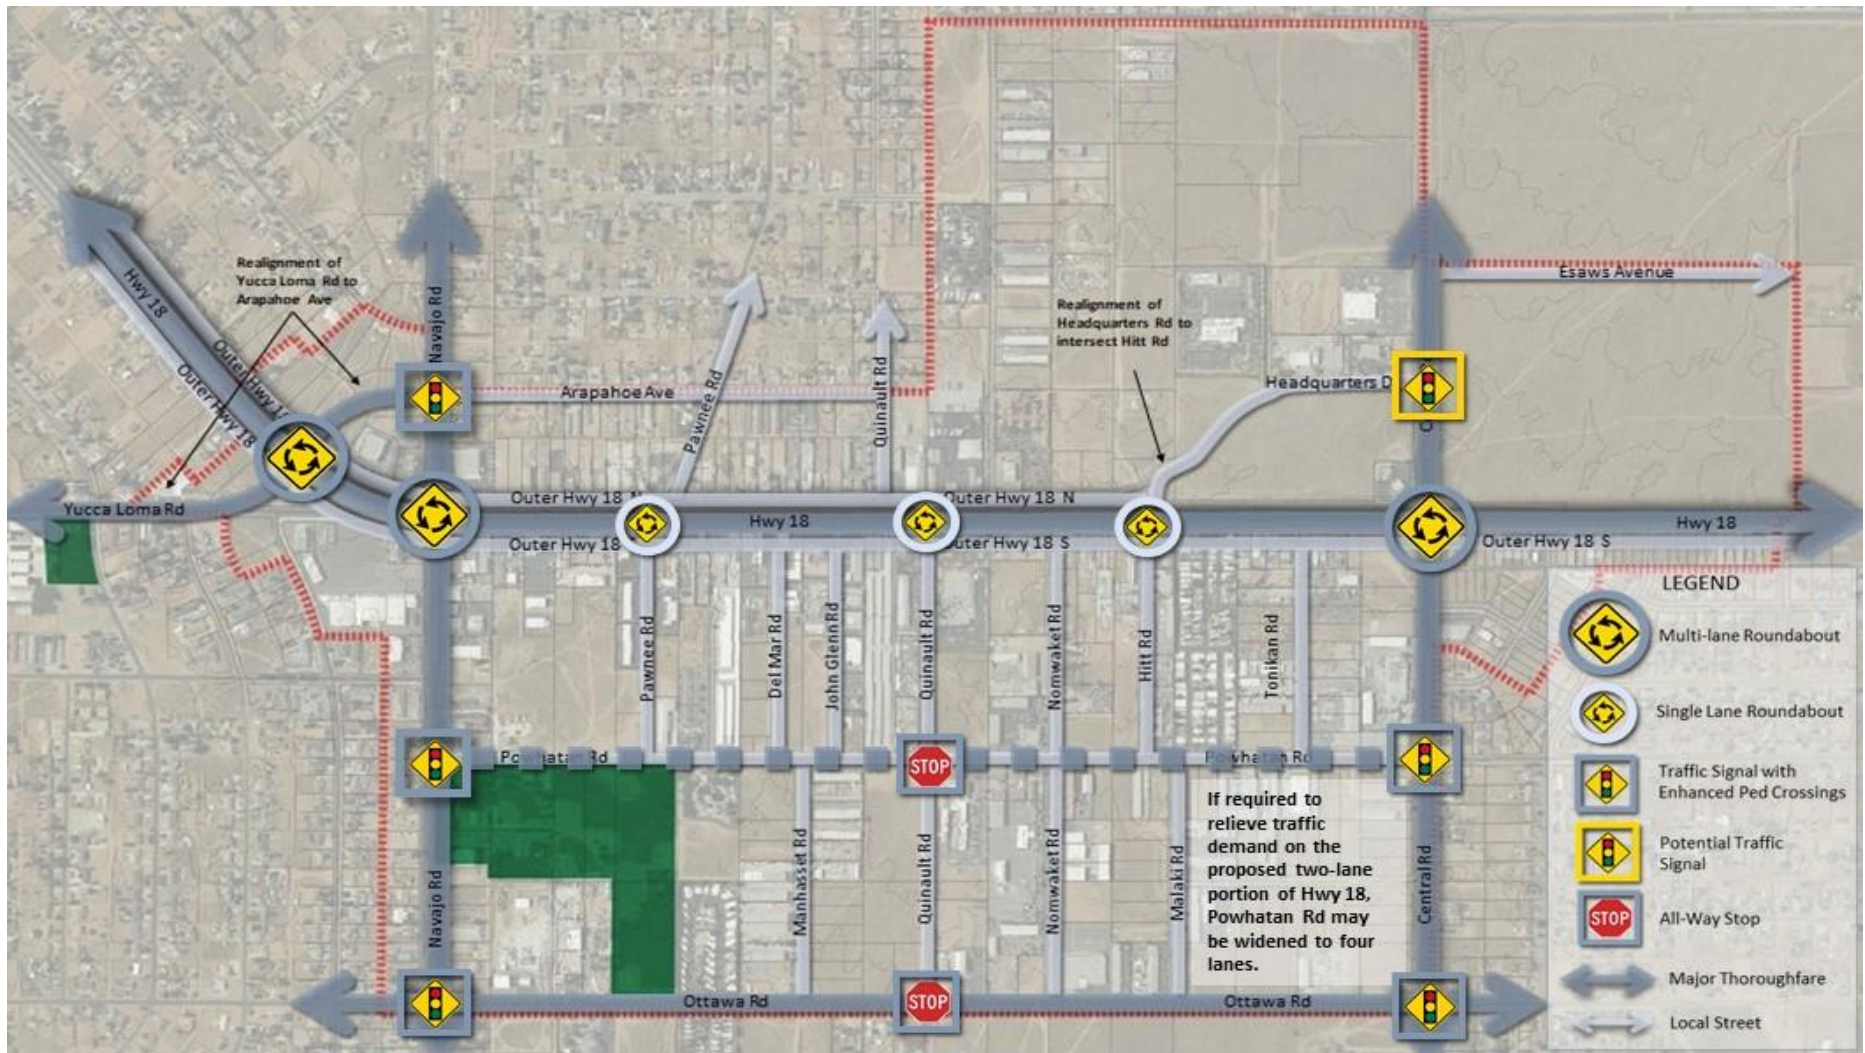 Realignment of
Yucca Loma Rd to
Arapahoe Ave
Hwy 18
Outer Hwy 1
Outer Hwy 18
Navajo Rd
Arapahoe Ave
Pawnee Rd
Quinault Rd
Realignment of
Headquarters Rd to
intersect Hitt Rd
Headquarters D
Esaws Avenue
Yucca Loma Rd
Outer Hwy 18 N
Outer Hwy 18 N
Hwy 18
Hwy 18
Outer Hwy 18
Outer Hwy 18 S
Outer Hwy 18 S
Pawnee Rd
Del Mar Rd
John Glenn Rd
Quinault Rd
Nomwaket Rd
Hitt Rd
Tonikan Rd
Powhatan Rd
STOP
Powhatan Rd
If required to
relieve traffic
demand on the
proposed two-lane
portion of Hwy 18,
Powhatan Rd may
be widened to four
lanes.
Navajo Rd
Manhasset Rd
Quinault Rd
Nomwaket Rd
Malaki Rd
Central Rd
Ottawa Rd
STOP
Ottawa Rd
LEGEND
Multi-lane Roundabout
Single Lane Roundabout
Traffic Signal with
Enhanced Ped Crossings
Potential Traffic
Signal
STOP
All-Way Stop
Major Thoroughfare
Local Street